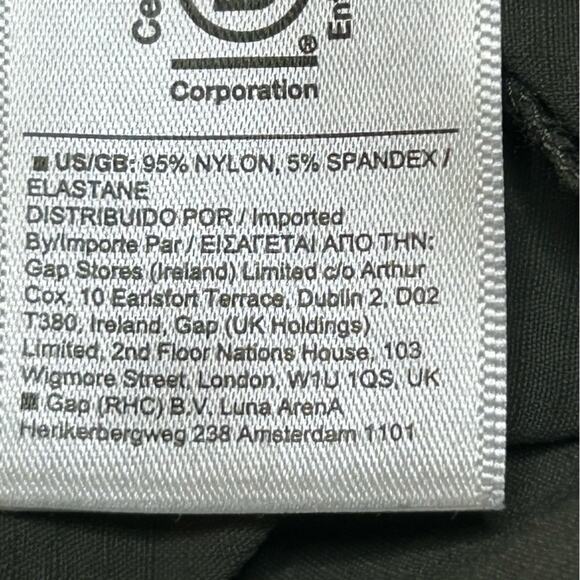 Ce
En
B
®
Corporation
US/GB: 95% NYLON, 5% SPANDEX /
ELASTANE
DISTRIBUIDO POR / Imported
By/Importe Par / ΕΙΣΑΓΕΤΑΙ ΑΠΟ ΤΗΝ:
Gap Stores (Ireland) Limited c/o Arthur
Cox, 10 Earlsfort Terrace, Dublin 2, D02
T380, Ireland, Gap (UK Holdings)
Limited, 2nd Floor Nations House, 103
Wigmore Street, London, W1U 1QS, UK
Gap (RHC) B.V. Luna ArenA
Herikerbergweg 238 Amsterdam 1101